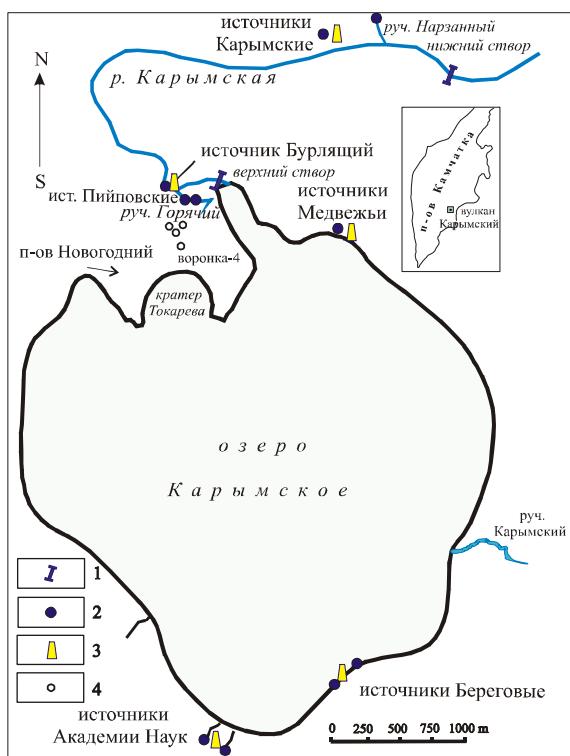 источники
Карымские
руч. Нарзанный
нижний створ
N
р. Карымская
S
источник Бурлящий
верхний створ
ист. Пийповские
руч. Горячий
источники
Медвежьи
п-ов Камчатка
вулкан
Карымский
п-ов Новогодний
воронка-4
кратер
Токарева
озеро
Карымское
руч.
Карымский
1
2
3
4
источники Береговые
источники
Академии Наук
0 500 1000 m